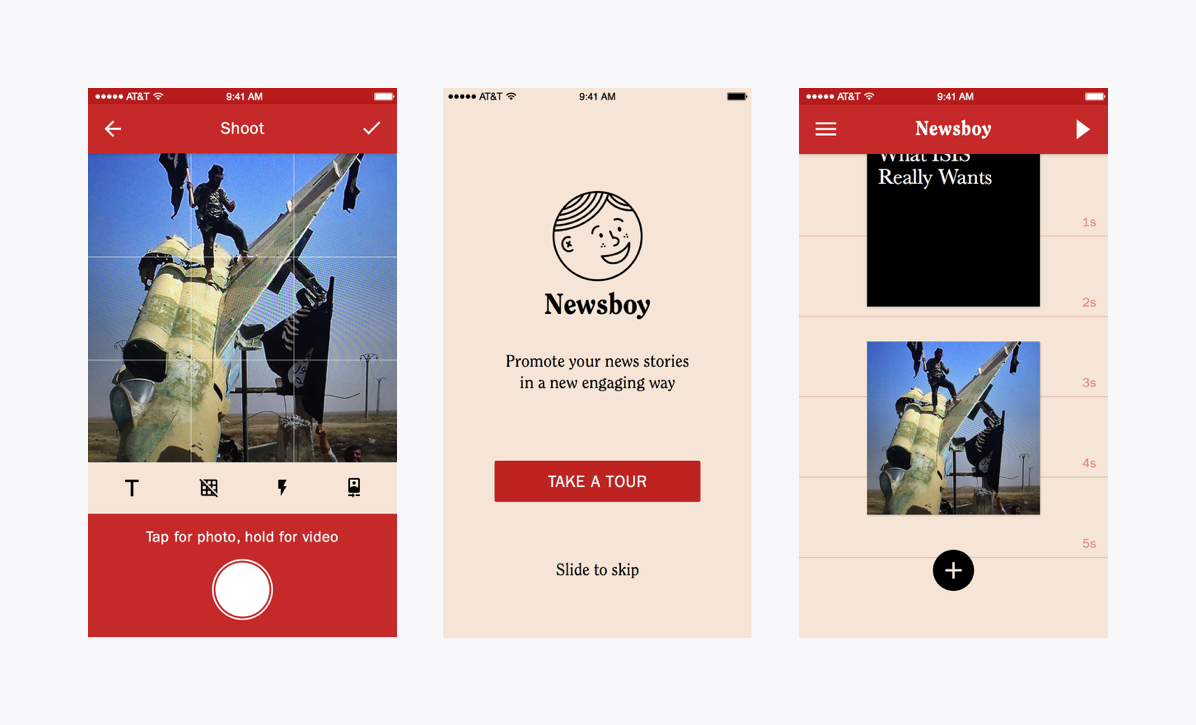 AT&T 9:41 AM
Shoot
Tap for photo, hold for video
AT&T 9:41 AM
Newsboy
Promote your news stories
in a new engaging way
TAKE A TOUR
Slide to skip
AT&T 9:41 AM
Newsboy
What ISIS
Really Wants
1s
2s
3s
4s
5s